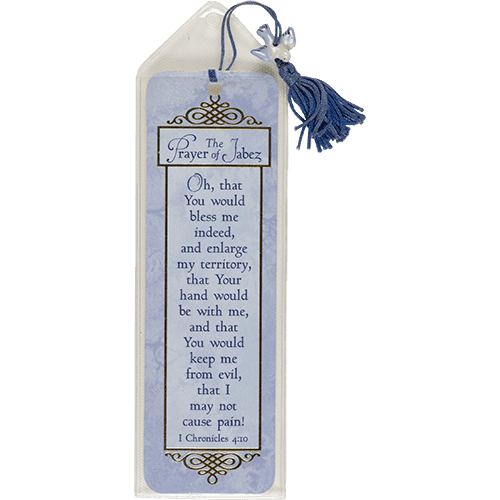 The
Prayer of Jabez
Oh, that
You would
bless me
indeed,
and enlarge
my territory,
that Your
hand would
be with me,
and that
You would
keep me
from evil,
that I
may not
cause pain!
1 Chronicles 4:10